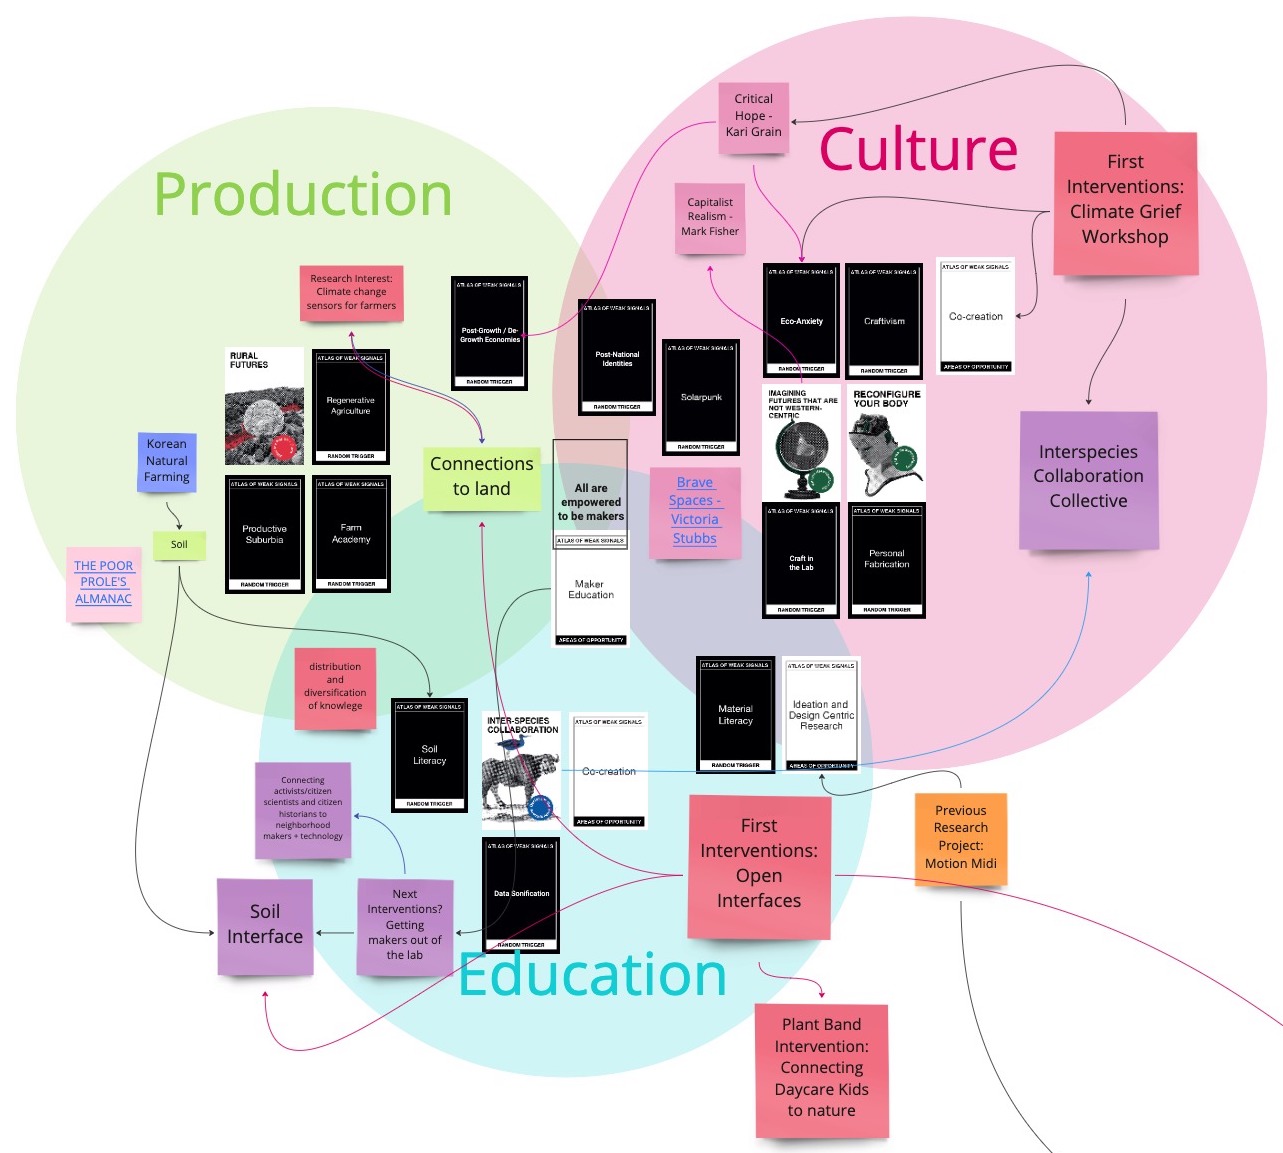 Production
Culture
Education
Critical
Hope -
Kari Grain
First
Interventions:
Climate Grief
Workshop
Capitalist
Realism -
Mark Fisher
Research Interest:
Climate change
sensors for farmers
ATLAS OF WEAK SIGNALS
Post-Growth / De-
Growth Economies
RANDOM TRIGGER
ATLAS OF WEAK SIGNALS
Post-National
Identities
RANDOM TRIGGER
ATLAS OF WEAK SIGNALS
Solarpunk
RANDOM TRIGGER
ATLAS OF WEAK SIGNALS
Eco-Anxiety
RANDOM TRIGGER
ATLAS OF WEAK SIGNALS
Craftivism
RANDOM TRIGGER
ATLAS OF WEAK SIGNALS
Co-creation
AREAS OF OPPORTUNITY
RURAL
FUTURES
ATLAS OF WEAK SIGNALS
Regenerative
Agriculture
RANDOM TRIGGER
IMAGINING
FUTURES THAT ARE
NOT WESTERN-
CENTRIC
RECONFIGURE
YOUR BODY
Korean
Natural
Farming
Connections
to land
All are
empowered
to be makers
Brave
Spaces -
Victoria
Stubbs
Interspecies
Collaboration
Collective
ATLAS OF WEAK SIGNALS
Productive
Suburbia
RANDOM TRIGGER
ATLAS OF WEAK SIGNALS
Farm
Academy
RANDOM TRIGGER
Soil
THE POOR
PROLE'S
ALMANAC
ATLAS OF WEAK SIGNALS
Maker
Education
AREAS OF OPPORTUNITY
ATLAS OF WEAK SIGNALS
Craft in
the Lab
RANDOM TRIGGER
ATLAS OF WEAK SIGNALS
Personal
Fabrication
RANDOM TRIGGER
distribution
and
diversification
of knowlege
ATLAS OF WEAK SIGNALS
Soil
Literacy
RANDOM TRIGGER
INTER-SPECIES
COLLABORATION
ATLAS OF WEAK SIGNALS
Co-creation
AREAS OF OPPORTUNITY
ATLAS OF WEAK SIGNALS
Material
Literacy
RANDOM TRIGGER
ATLAS OF WEAK SIGNALS
Ideation and
Design Centric
Research
AREAS OF OPPORTUNITY
Connecting
activists/citizen
scientists and citizen
historians to
neighborhood
makers + technology
First
Interventions:
Open
Interfaces
Previous
Research
Project:
Motion Midi
ATLAS OF WEAK SIGNALS
Data Sonification
RANDOM TRIGGER
Soil
Interface
Next
Interventions?
Getting
makers out of
the lab
Plant Band
Intervention:
Connecting
Daycare Kids
to nature